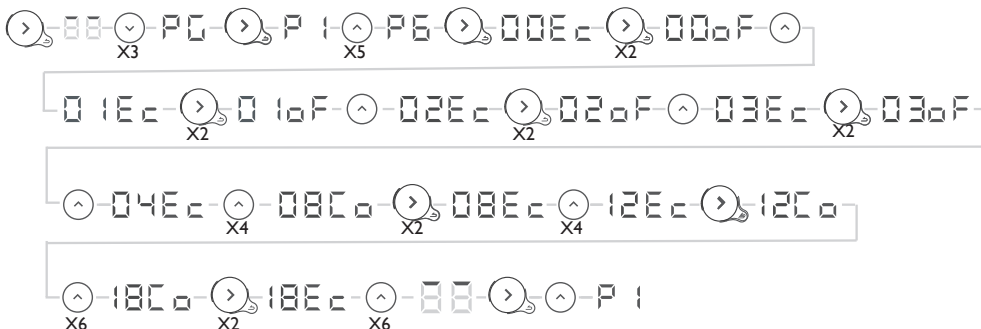 88 PG P1 P6 00Ec 00oF
X3 X5 X2
01Ec 01oF 02Ec 02oF 03Ec 03oF
X2 X2 X2
04Ec 08Co 08Ec 12Ec 12Co
X4 X2 X4
18Co 18Ec 88 P1
X6 X2 X6